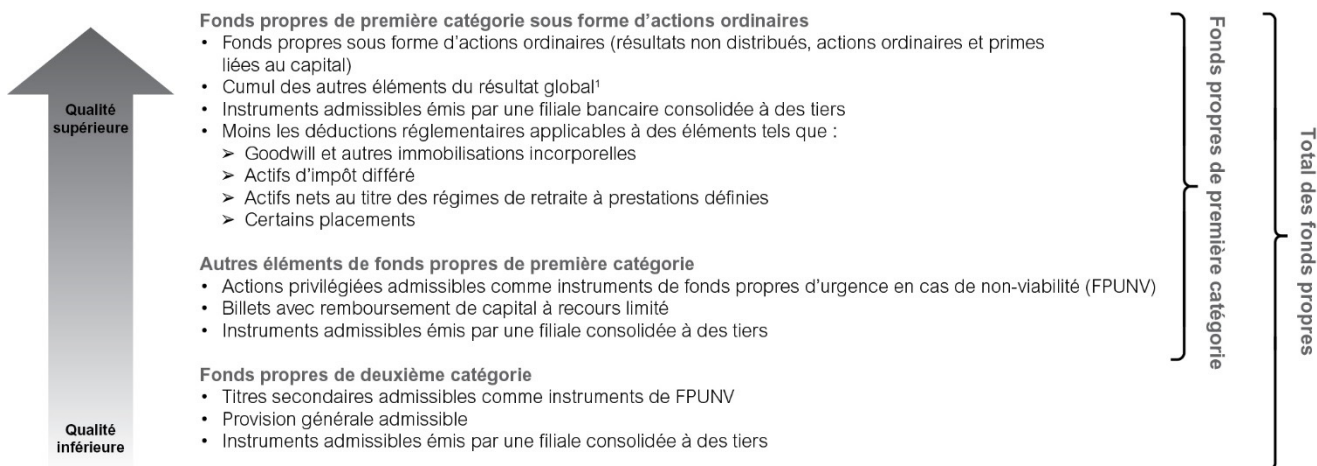 Fonds propres de première catégorie sous forme d'actions ordinaires
• Fonds propres sous forme d'actions ordinaires (résultats non distribués, actions ordinaires et primes
liées au capital)
• Cumul des autres éléments du résultat global¹
• Instruments admissibles émis par une filiale bancaire consolidée à des tiers
• Moins les déductions réglementaires applicables à des éléments tels que :
➢ Goodwill et autres immobilisations incorporelles
➢ Actifs d'impôt différé
➢ Actifs nets au titre des régimes de retraite à prestations définies
➢ Certains placements
Autres éléments de fonds propres de première catégorie
• Actions privilégiées admissibles comme instruments de fonds propres d'urgence en cas de non-viabilité (FPUNV)
• Billets avec remboursement de capital à recours limité
• Instruments admissibles émis par une filiale consolidée à des tiers
Fonds propres de deuxième catégorie
• Titres secondaires admissibles comme instruments de FPUNV
• Provision générale admissible
• Instruments admissibles émis par une filiale consolidée à des tiers
Qualité
supérieure
Qualité
inférieure
Fonds propres de première catégorie
Total des fonds propres